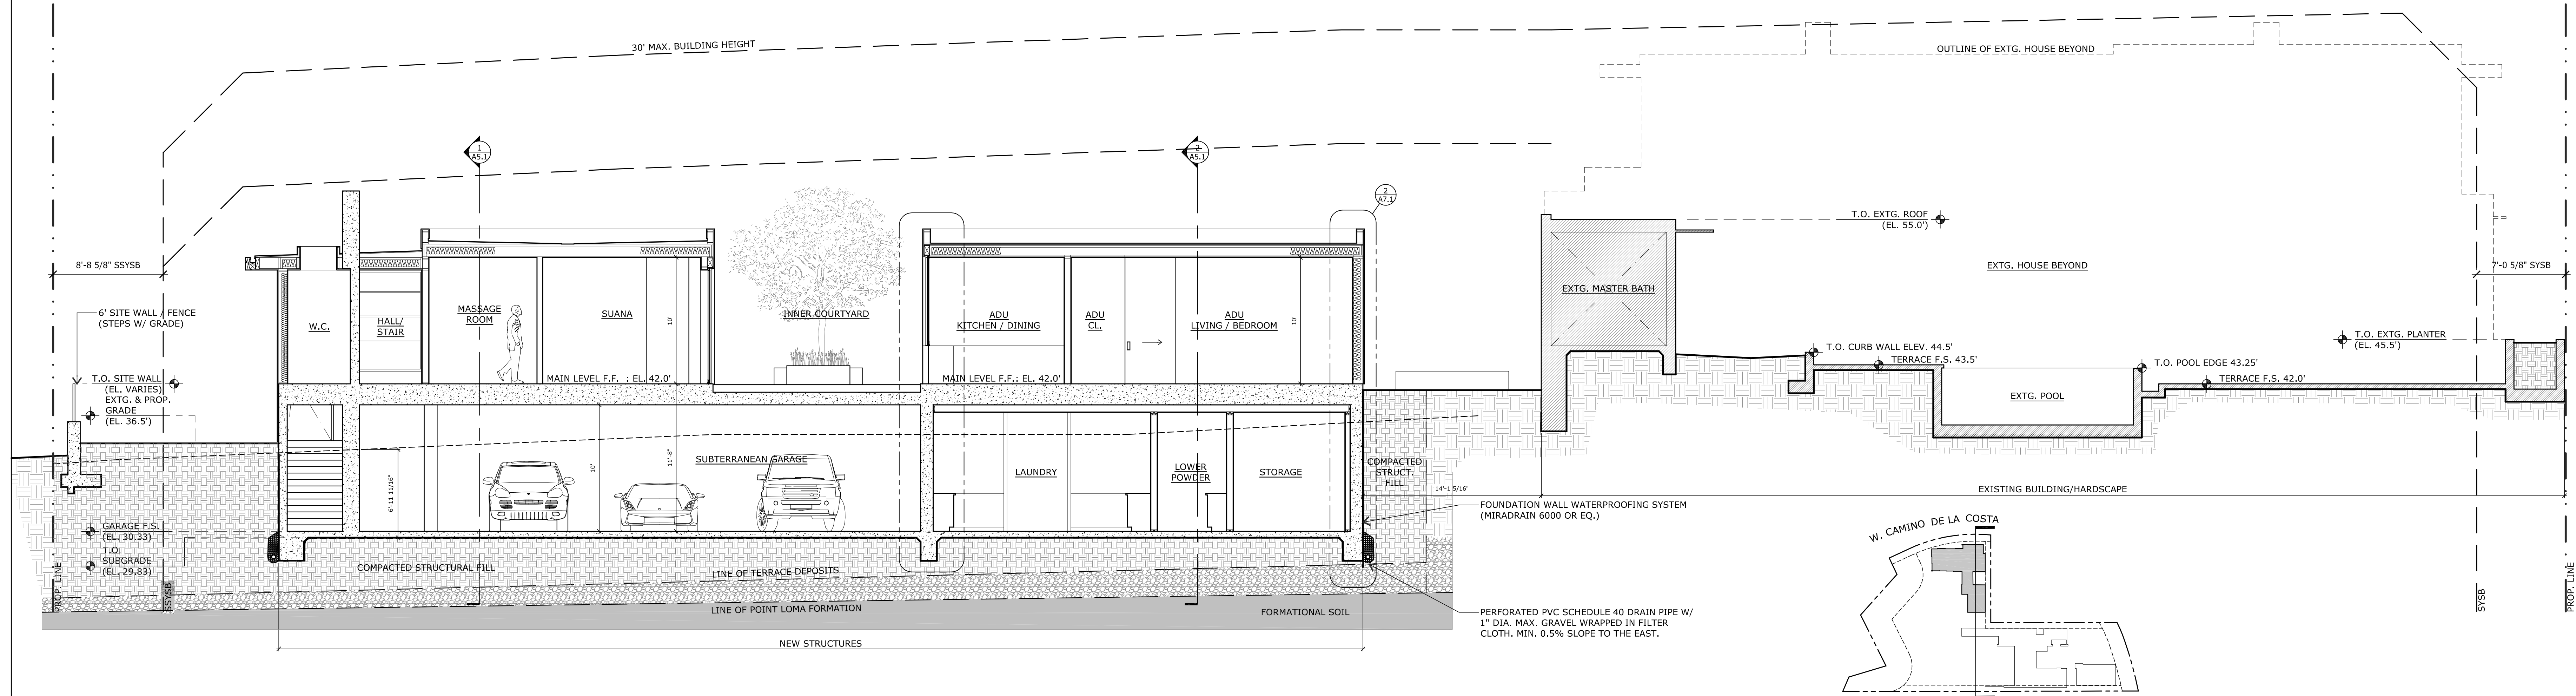 30' MAX. BUILDING HEIGHT
OUTLINE OF EXTG. HOUSE BEYOND
1
A5.1
2
A5.1
2
A7.1
T.O. EXTG. ROOF
(EL. 55.0')
8'-8 5/8" SSYSB
7'-0 5/8" SYSB
EXTG. HOUSE BEYOND
EXTG. MASTER BATH
6' SITE WALL / FENCE
(STEPS W/ GRADE)
W.C.
HALL/
STAIR
MASSAGE
ROOM
SUANA
10'
INNER COURTYARD
ADU
KITCHEN / DINING
ADU
CL.
ADU
LIVING / BEDROOM
10'
T.O. EXTG. PLANTER
(EL. 45.5')
T.O. CURB WALL ELEV. 44.5'
TERRACE F.S. 43.5'
T.O. POOL EDGE 43.25'
TERRACE F.S. 42.0'
EXTG. POOL
T.O. SITE WALL
(EL. VARIES)
EXTG. & PROP.
GRADE
(EL. 36.5')
MAIN LEVEL F.F. : EL. 42.0'
MAIN LEVEL F.F.: EL. 42.0'
SUBTERRANEAN GARAGE
10'
11'-8"
6'-11 11/16"
LAUNDRY
LOWER
POWDER
STORAGE
COMPACTED
STRUCT.
FILL
14'-1 5/16"
EXISTING BUILDING/HARDSCAPE
FOUNDATION WALL WATERPROOFING SYSTEM
(MIRADRAIN 6000 OR EQ.)
GARAGE F.S.
(EL. 30.33)
T.O.
SUBGRADE
(EL. 29.83)
PROP. LINE
SSYSB
COMPACTED STRUCTURAL FILL
LINE OF TERRACE DEPOSITS
LINE OF POINT LOMA FORMATION
FORMATIONAL SOIL
PERFORATED PVC SCHEDULE 40 DRAIN PIPE W/
1" DIA. MAX. GRAVEL WRAPPED IN FILTER
CLOTH. MIN. 0.5% SLOPE TO THE EAST.
NEW STRUCTURES
W. CAMINO DE LA COSTA
SYSB
PROP. LINE